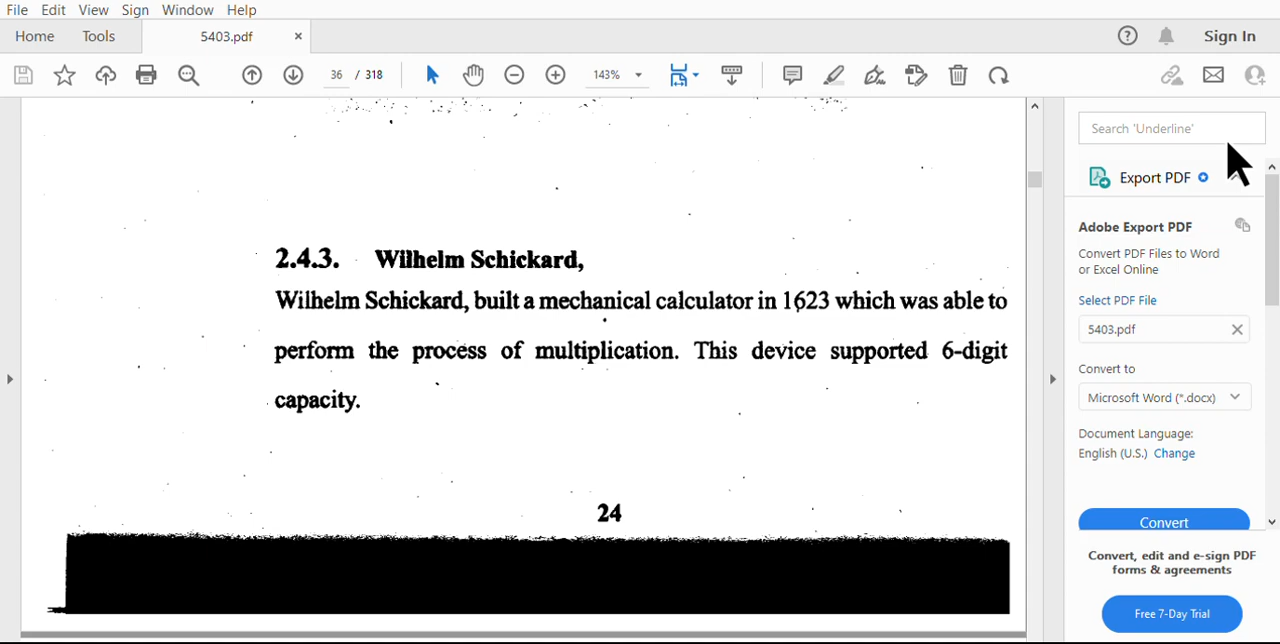 File Edit View Sign Window Help
Home Tools 5403.pdf × Sign In
36 / 318 143%
Search 'Underline'
Export PDF
Adobe Export PDF
Convert PDF Files to Word
or Excel Online
Select PDF File
5403.pdf
Convert to
Microsoft Word (*.docx)
Document Language:
English (U.S.) Change
Convert
Convert, edit and e-sign PDF
forms & agreements
Free 7-Day Trial
2.4.3. Wilhelm Schickard,
Wilhelm Schickard, built a mechanical calculator in 1623 which was able to
perform the process of multiplication. This device supported 6-digit
capacity.
24